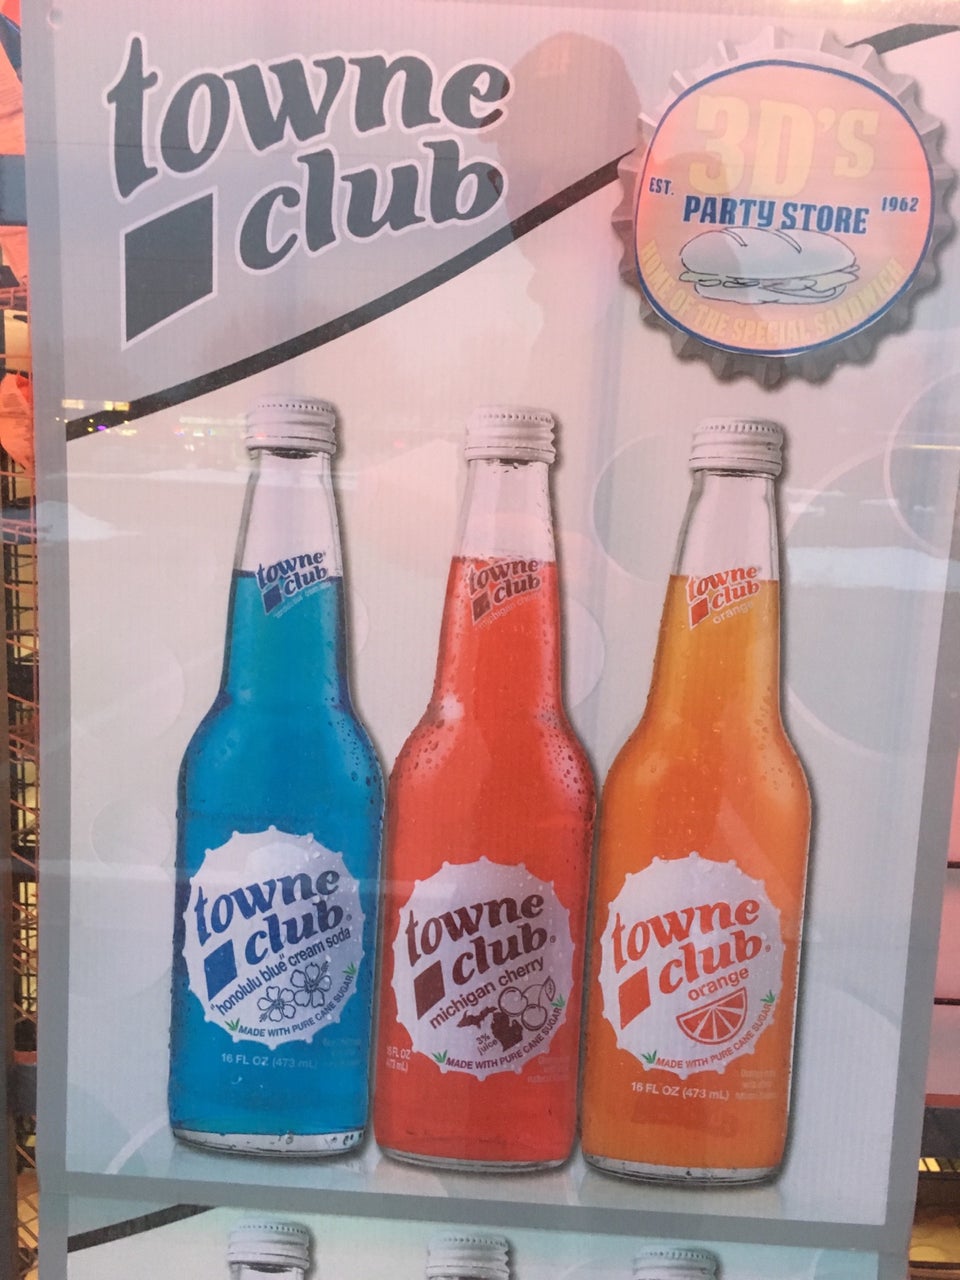 towne
club
3D'S
EST.
PARTY STORE
1962
HOME OF THE SPECIAL SANDWICH
towne
club
towne
club
towne
club
orange
towne
club
"honolulu blue" cream soda
MADE WITH PURE CANE SUGAR
16 FL OZ (473 mL)
towne
club
michigan cherry
3%
juice
MADE WITH PURE CANE SUGAR
towne
club
orange
MADE WITH PURE CANE SUGAR
16 FL OZ (473 mL)